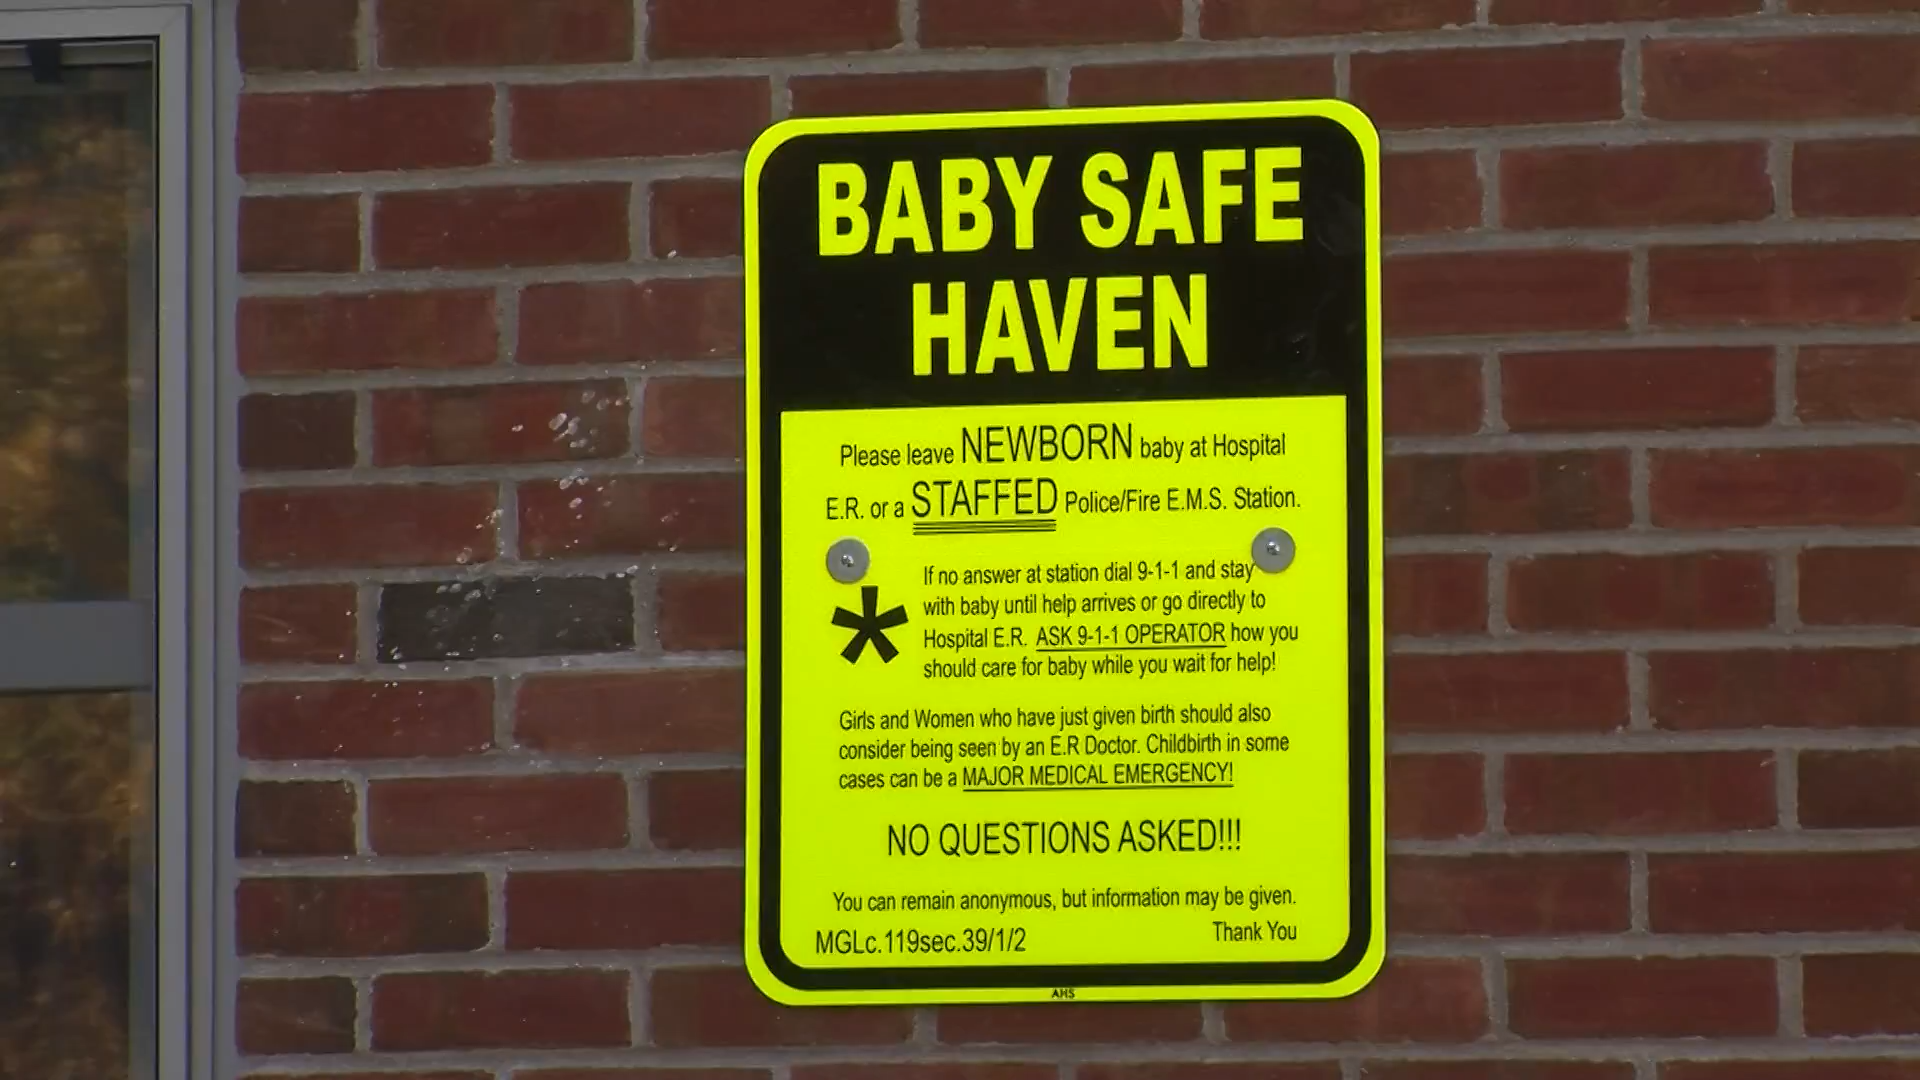 BABY SAFE
HAVEN
Please leave NEWBORN baby at Hospital
E.R. or a STAFFED Police/Fire E.M.S. Station.
If no answer at station dial 9-1-1 and stay
* with baby until help arrives or go directly to
Hospital E.R. ASK 9-1-1 OPERATOR how you
should care for baby while you wait for help!
Girls and Women who have just given birth should also
consider being seen by an E.R Doctor. Childbirth in some
cases can be a MAJOR MEDICAL EMERGENCY!
NO QUESTIONS ASKED!!!
You can remain anonymous, but information may be given.
MGLc.119sec.39/1/2 Thank You
AHS